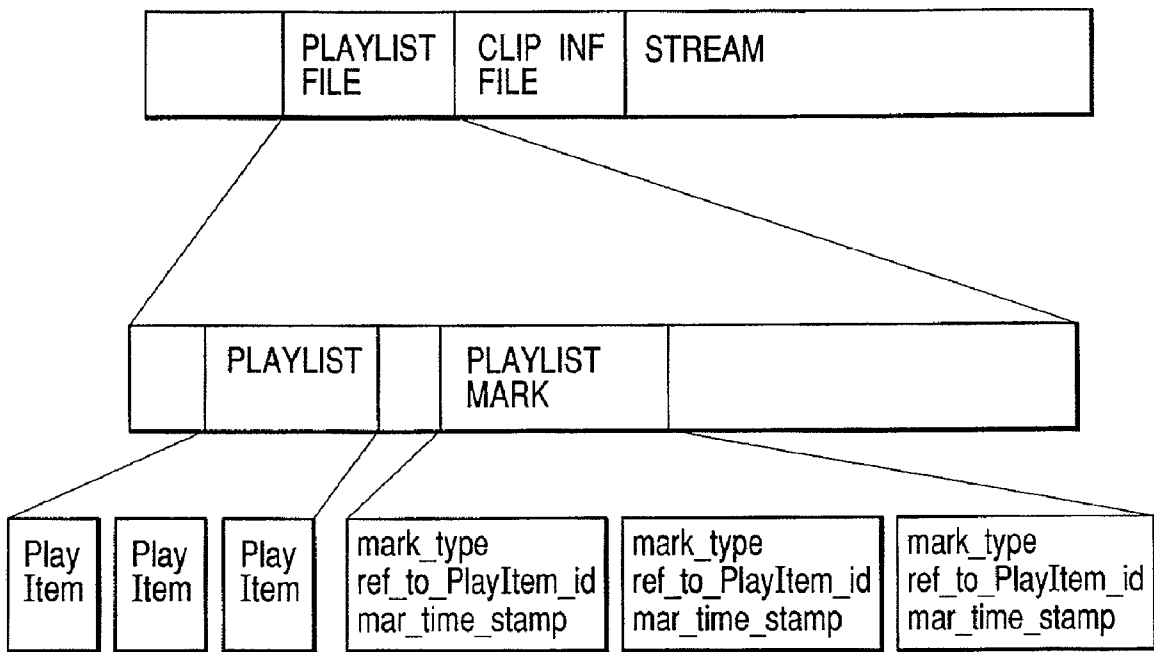 PLAYLIST FILE
CLIP INF FILE
STREAM
PLAYLIST
PLAYLIST MARK
Play Item
Play Item
Play Item
mark_type
ref_to_PlayItem_id
mar_time_stamp
mark_type
ref_to_PlayItem_id
mar_time_stamp
mark_type
ref_to_PlayItem_id
mar_time_stamp